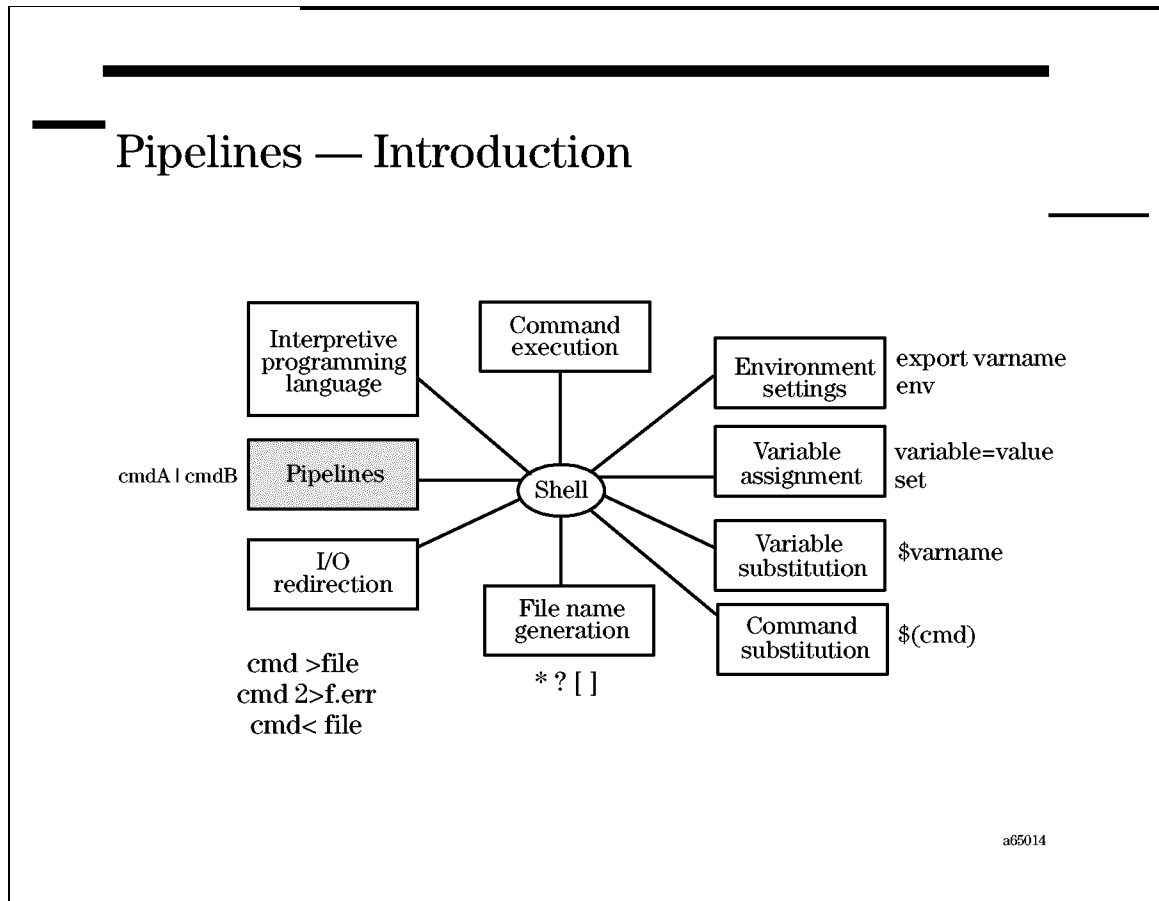 Pipelines — Introduction
Interpretive
programming
language
Command
execution
Environment
settings
export varname
env
cmdA | cmdB
Pipelines
Shell
Variable
assignment
variable=value
set
I/O
redirection
Variable
substitution
$varname
File name
generation
Command
substitution
$(cmd)
cmd >file
cmd 2>f.err
cmd< file
* ? [ ]
a65014